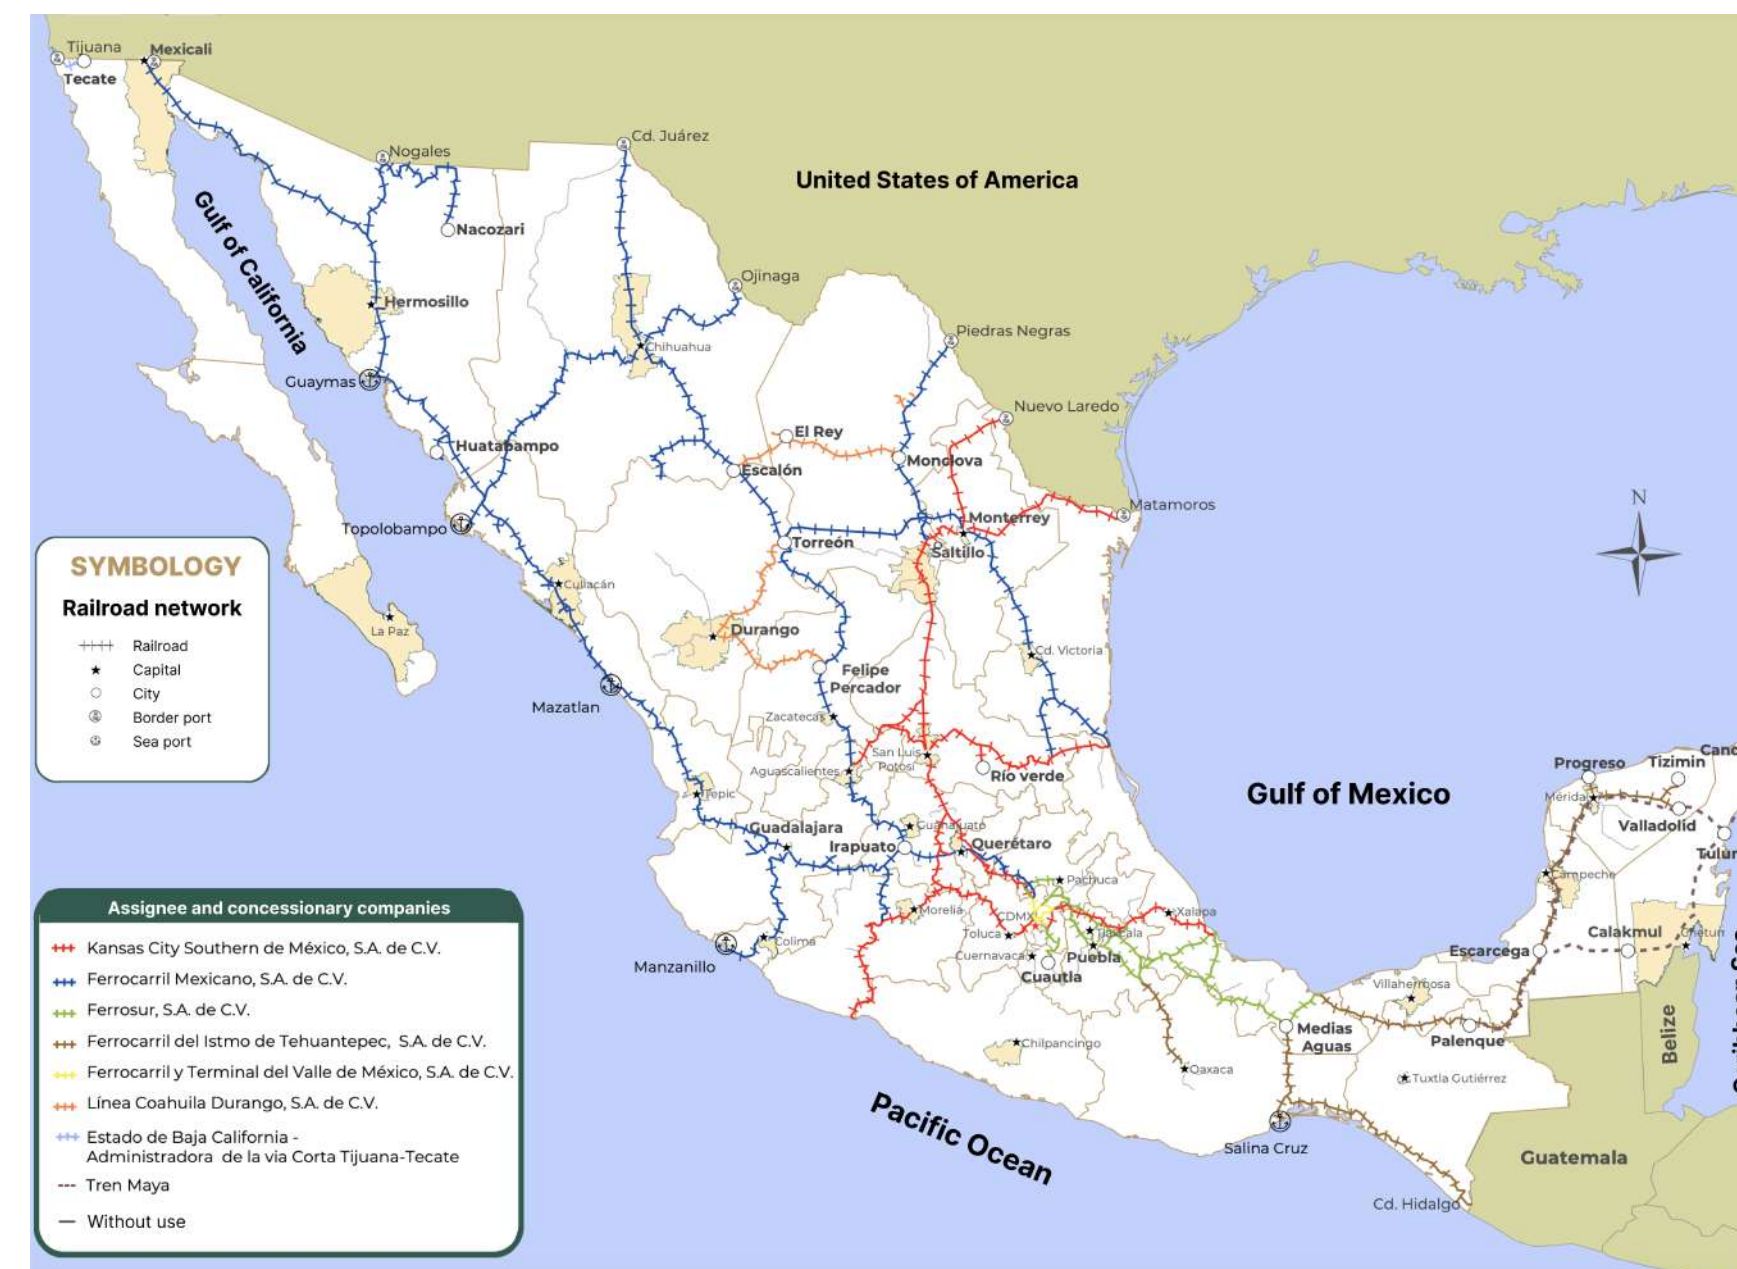 Tijuana
Mexicali
Tecate
Nogales
Cd. Juárez
United States of America
Gulf of California
Nacozari
Ojinaga
Hermosillo
Chihuahua
Piedras Negras
Guaymas
Nuevo Laredo
Huatabampo
El Rey
Monclova
Escalón
Topolobampo
Monterrey
Matamoros
N
Torreón
Saltillo
SYMBOLOGY
Railroad network
Railroad
Capital
City
Border port
Sea port
Culiacán
La Paz
Durango
Cd. Victoria
Felipe
Percador
Mazatlan
Zacatecas
San Luis
Potosí
Aguascalientes
Río verde
Tepic
Gulf of Mexico
Progreso
Tizimin
Mérida
Valladolid
Guadalajara
Guanajuato
Irapuato
Querétaro
Campeche
Pachuca
Morelia
CDMX
Xalapa
Toluca
Tlaxcala
Colima
Cuernavaca
Puebla
Cuautla
Manzanillo
Escarcega
Calakmul
Villahermosa
Medias
Aguas
Palenque
Belize
Chilpancingo
Oaxaca
Tuxtla Gutiérrez
Pacific Ocean
Salina Cruz
Guatemala
Cd. Hidalgo
Assignee and concessionary companies
Kansas City Southern de México, S.A. de C.V.
Ferrocarril Mexicano, S.A. de C.V.
Ferrosur, S.A. de C.V.
Ferrocarril del Istmo de Tehuantepec, S.A. de C.V.
Ferrocarril y Terminal del Valle de México, S.A. de C.V.
Línea Coahuila Durango, S.A. de C.V.
Estado de Baja California -
Administradora de la via Corta Tijuana-Tecate
Tren Maya
Without use